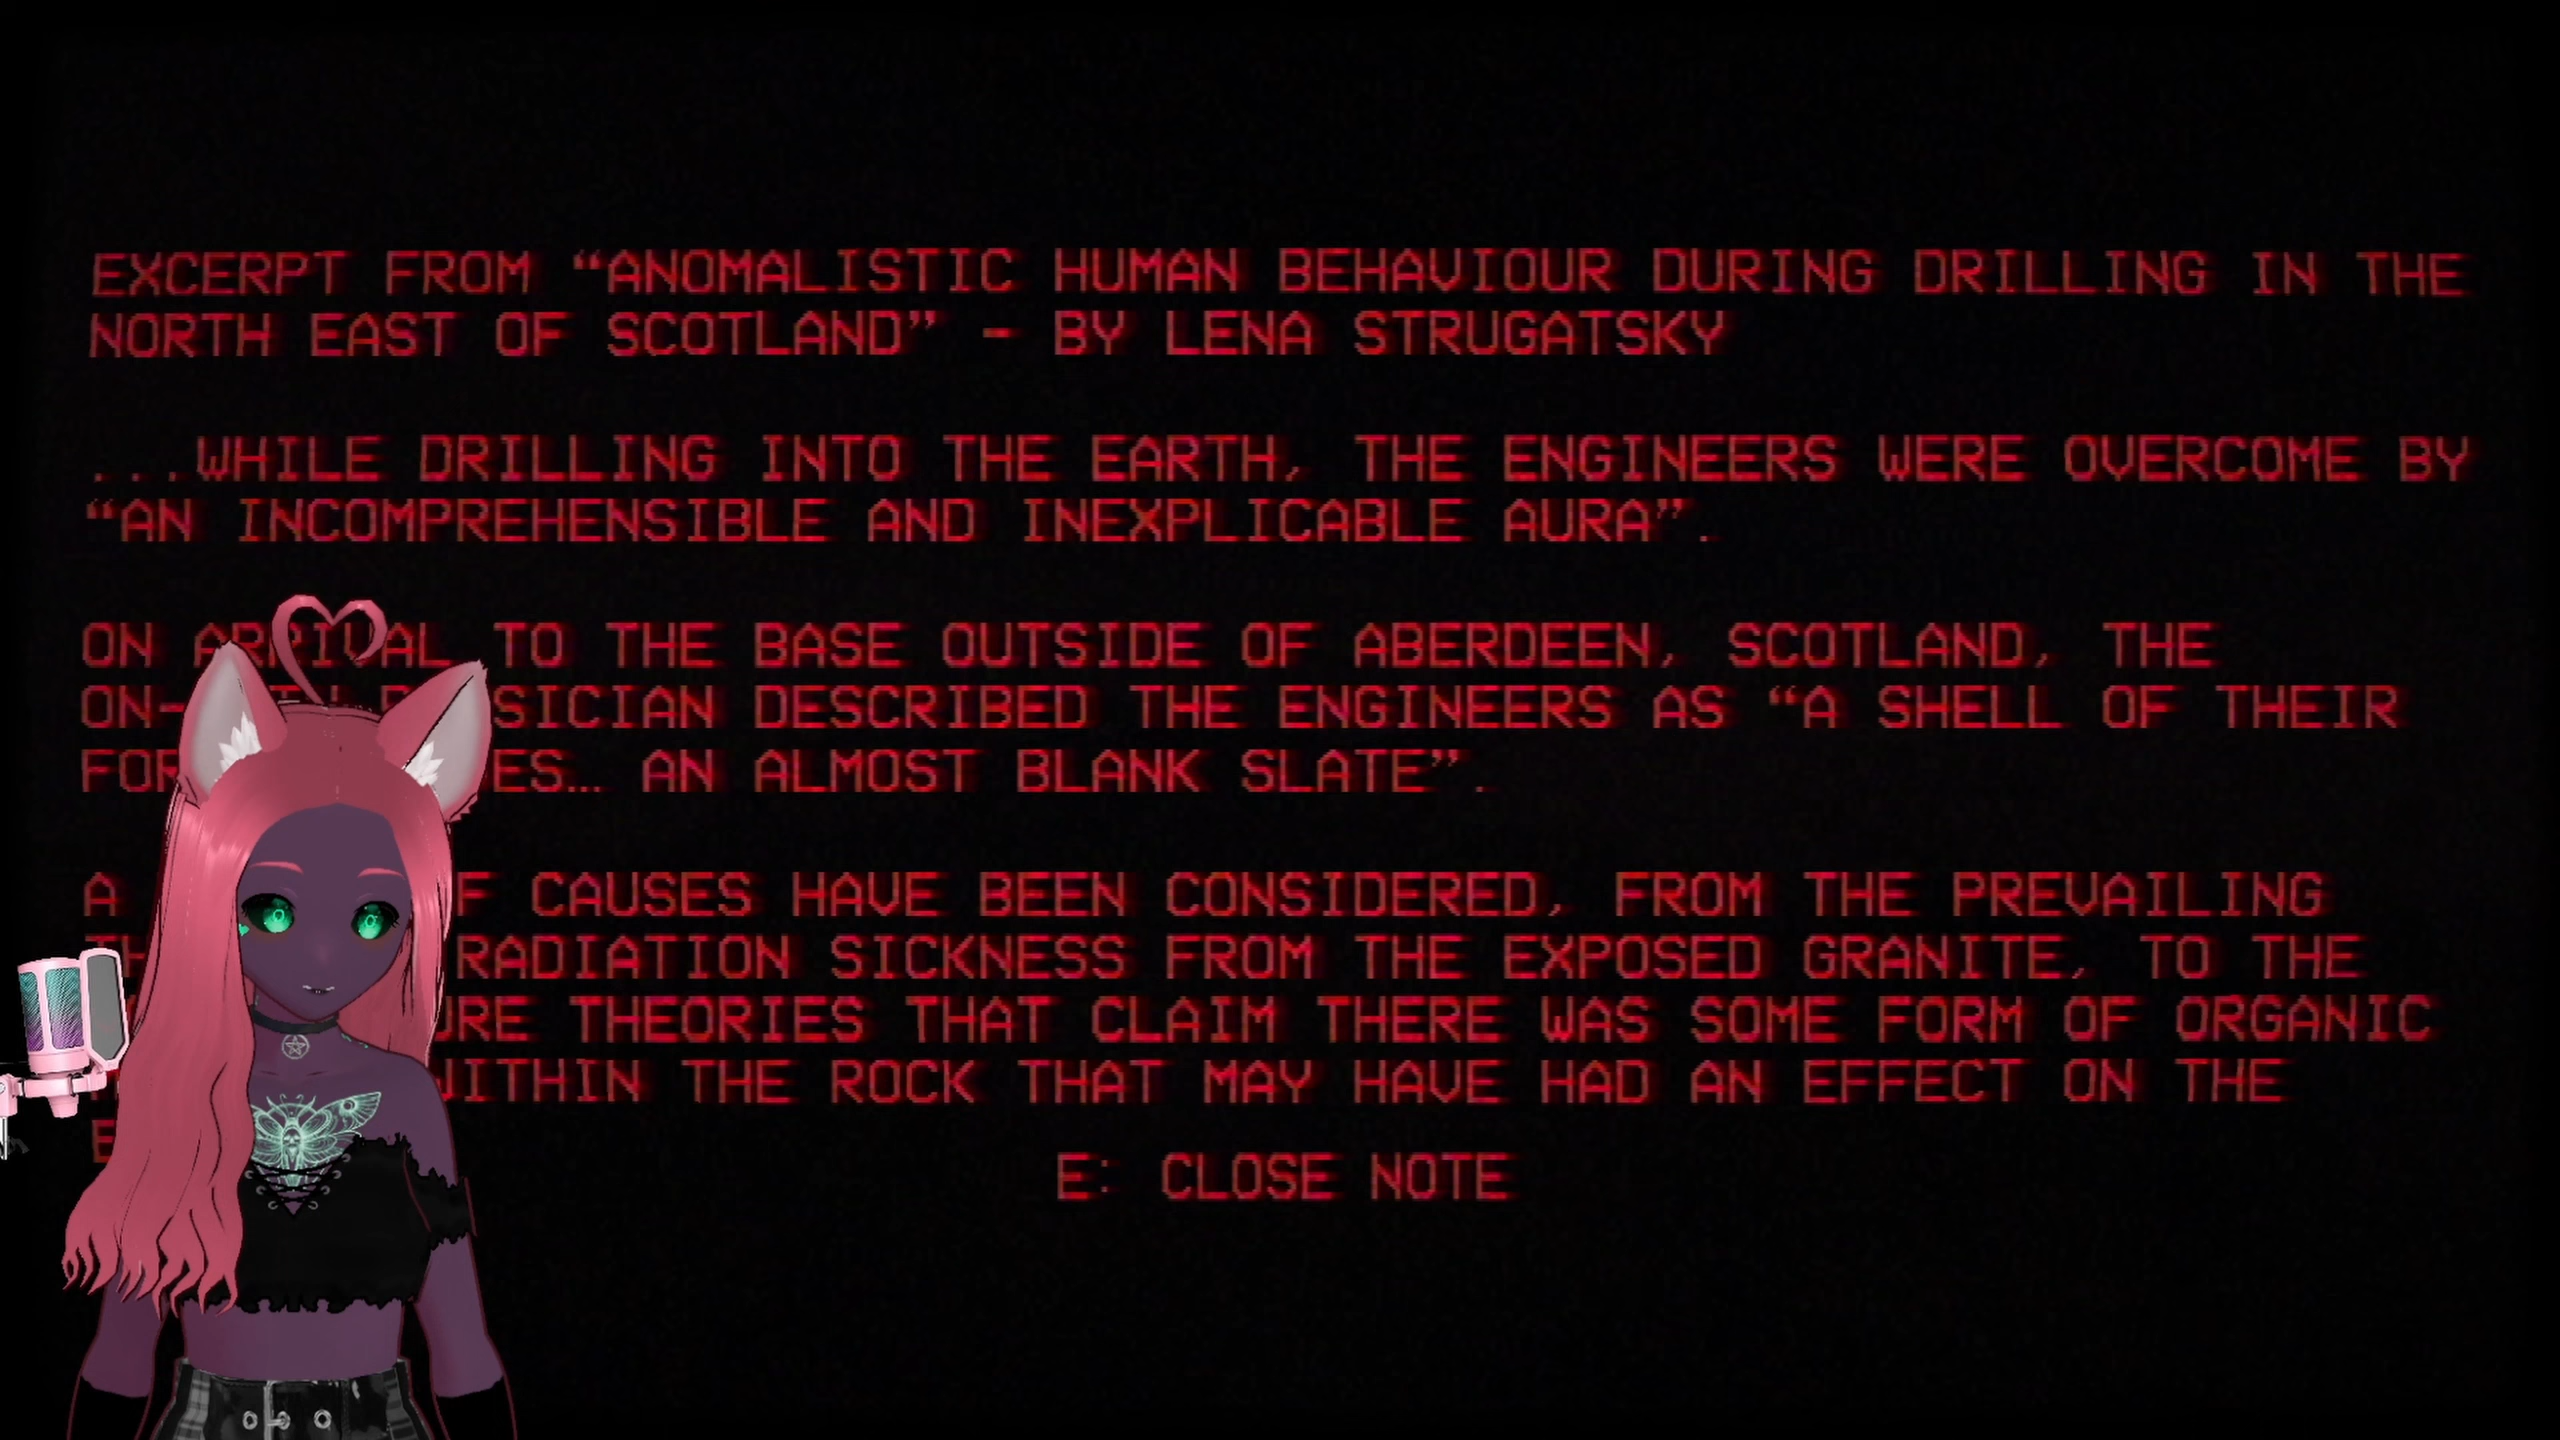 EXCERPT FROM “ANOMALISTIC HUMAN BEHAVIOUR DURING DRILLING IN THE
NORTH EAST OF SCOTLAND” - BY LENA STRUGATSKY
...WHILE DRILLING INTO THE EARTH, THE ENGINEERS WERE OVERCOME BY
“AN INCOMPREHENSIBLE AND INEXPLICABLE AURA”.
ON ARRIVAL TO THE BASE OUTSIDE OF ABERDEEN, SCOTLAND, THE
DESCRIBED THE ENGINEERS AS “A SHELL OF THEIR
AN ALMOST BLANK SLATE”.
A CAUSES HAVE BEEN CONSIDERED, FROM THE PREVAILING
RADIATION SICKNESS FROM THE EXPOSED GRANITE, TO THE
THEORIES THAT CLAIM THERE WAS SOME FORM OF ORGANIC
WITHIN THE ROCK THAT MAY HAVE HAD AN EFFECT ON THE
E: CLOSE NOTE